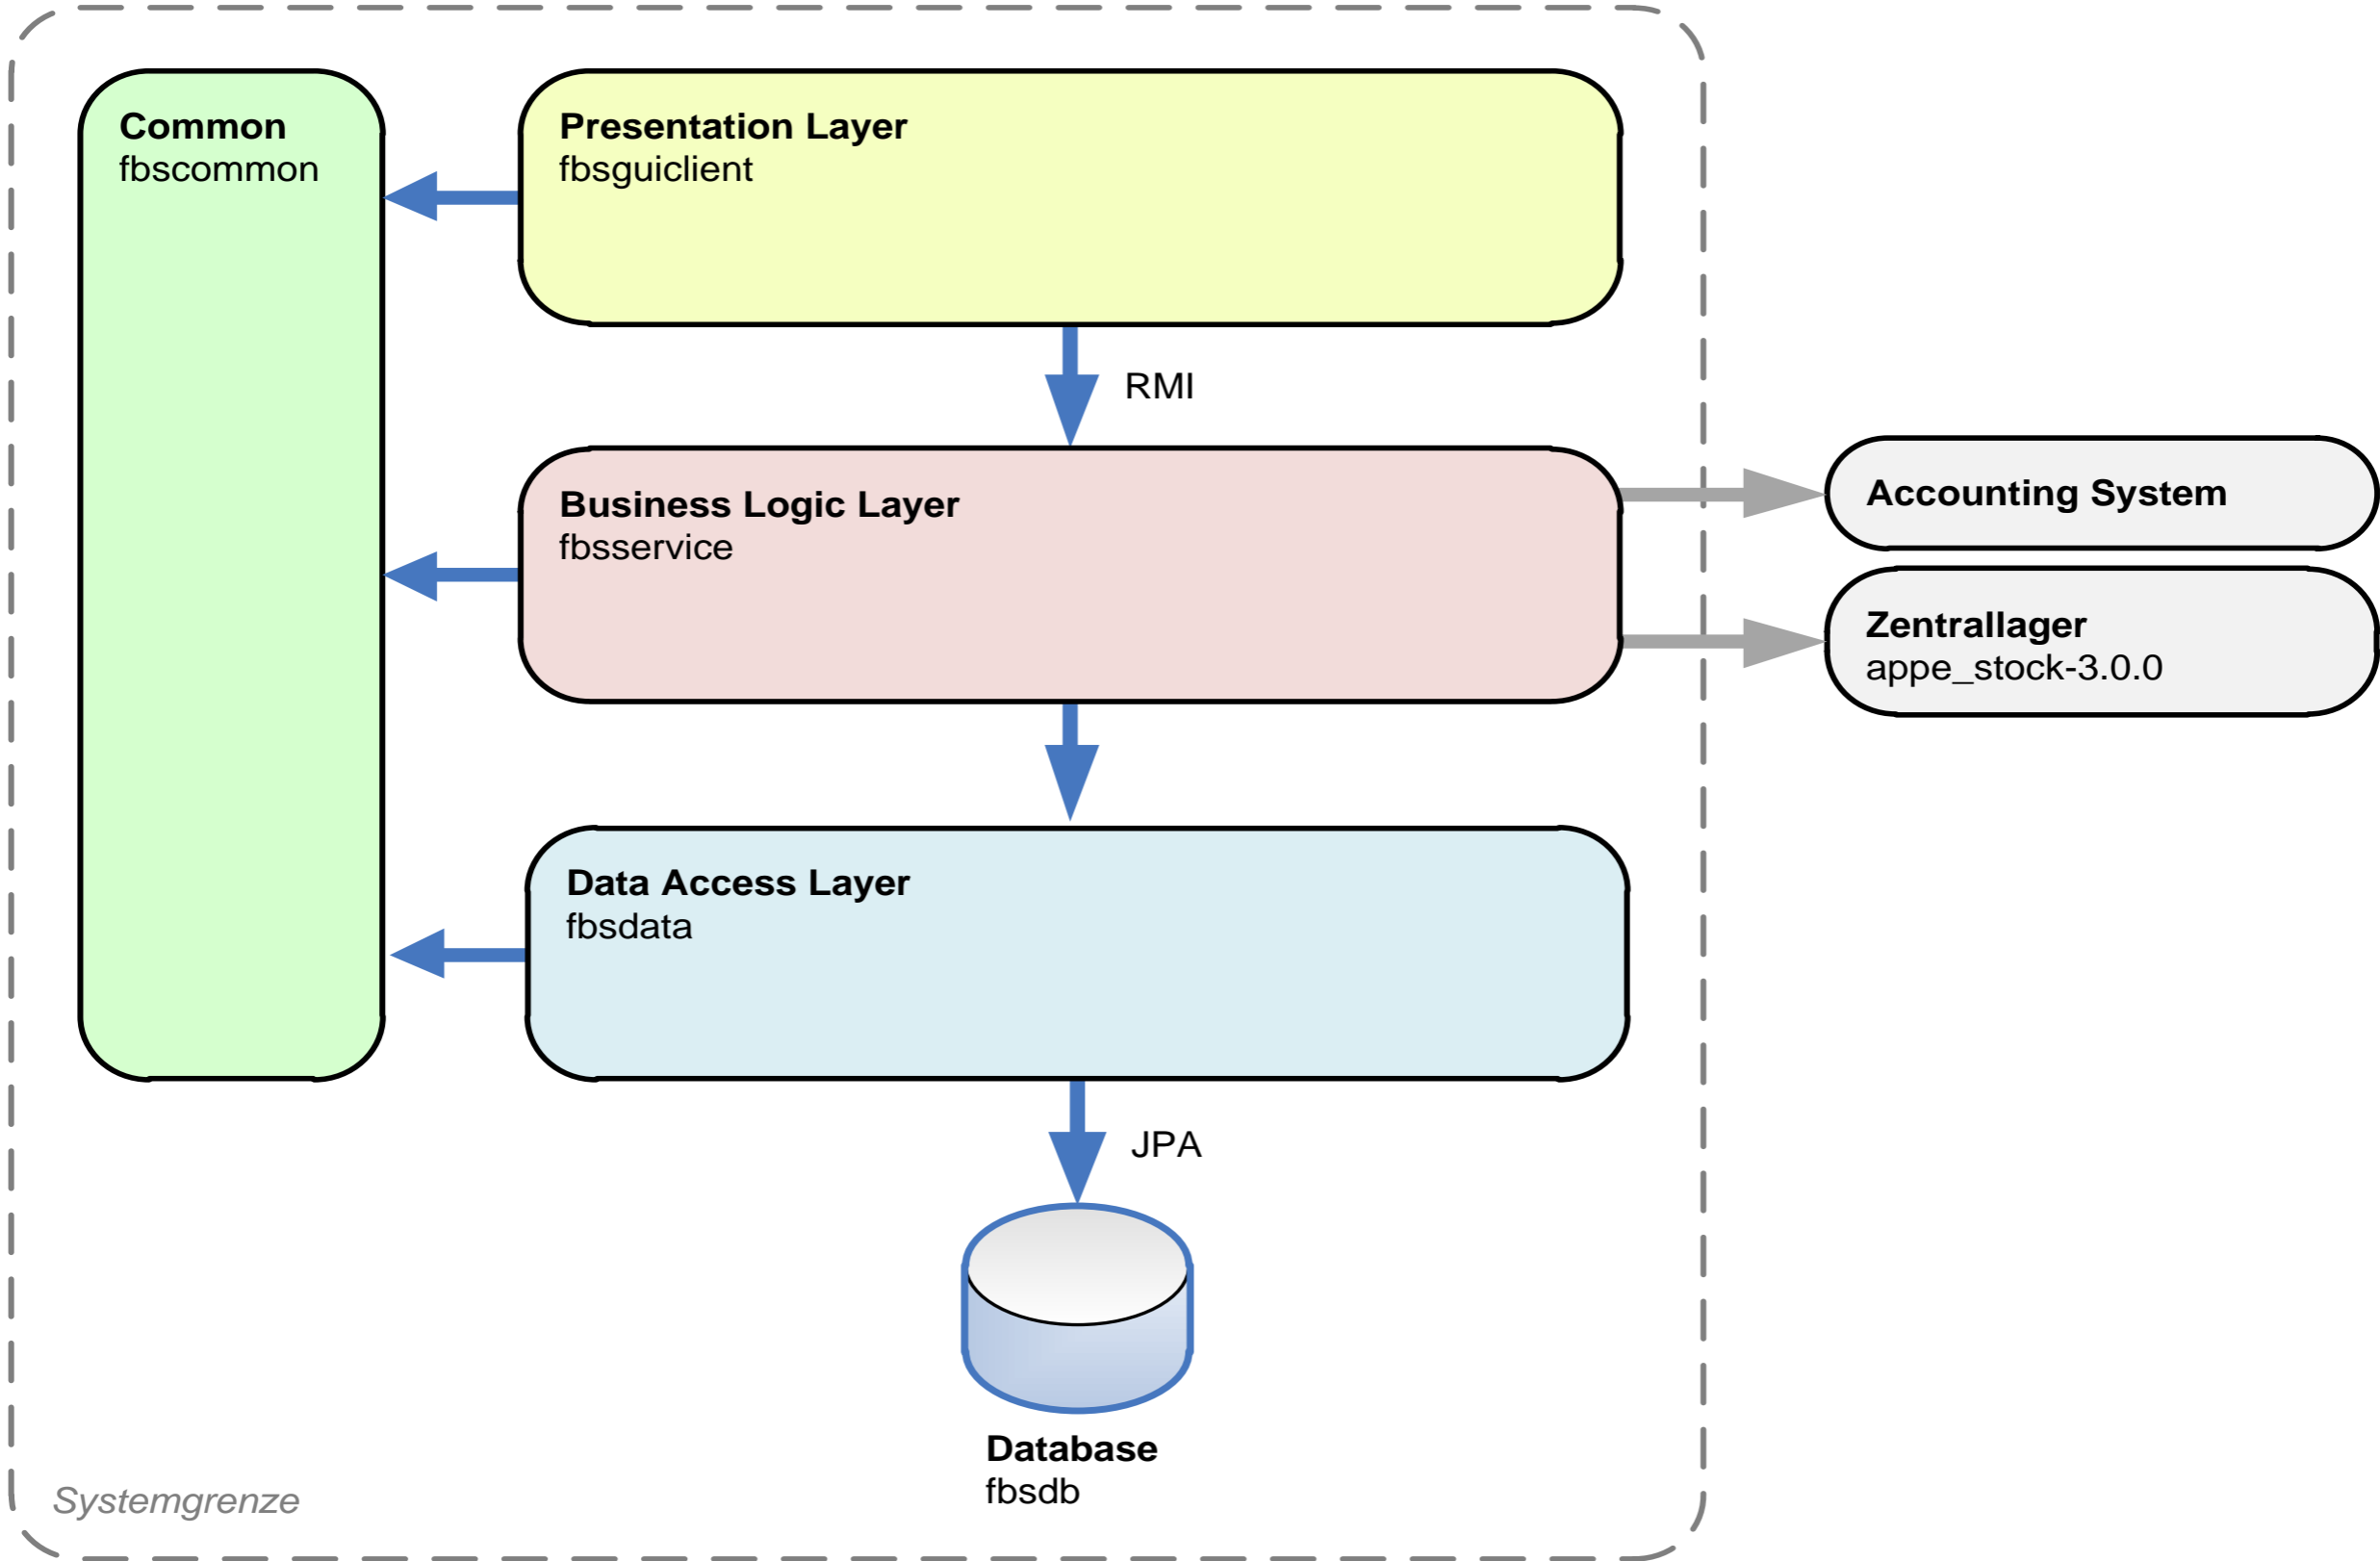 Common
fbscommon
Presentation Layer
fbsguiclient
RMI
Business Logic Layer
fbsservice
Accounting System
Zentrallager
appe_stock-3.0.0
Data Access Layer
fbsdata
JPA
Database
fbsdb
Systemgrenze